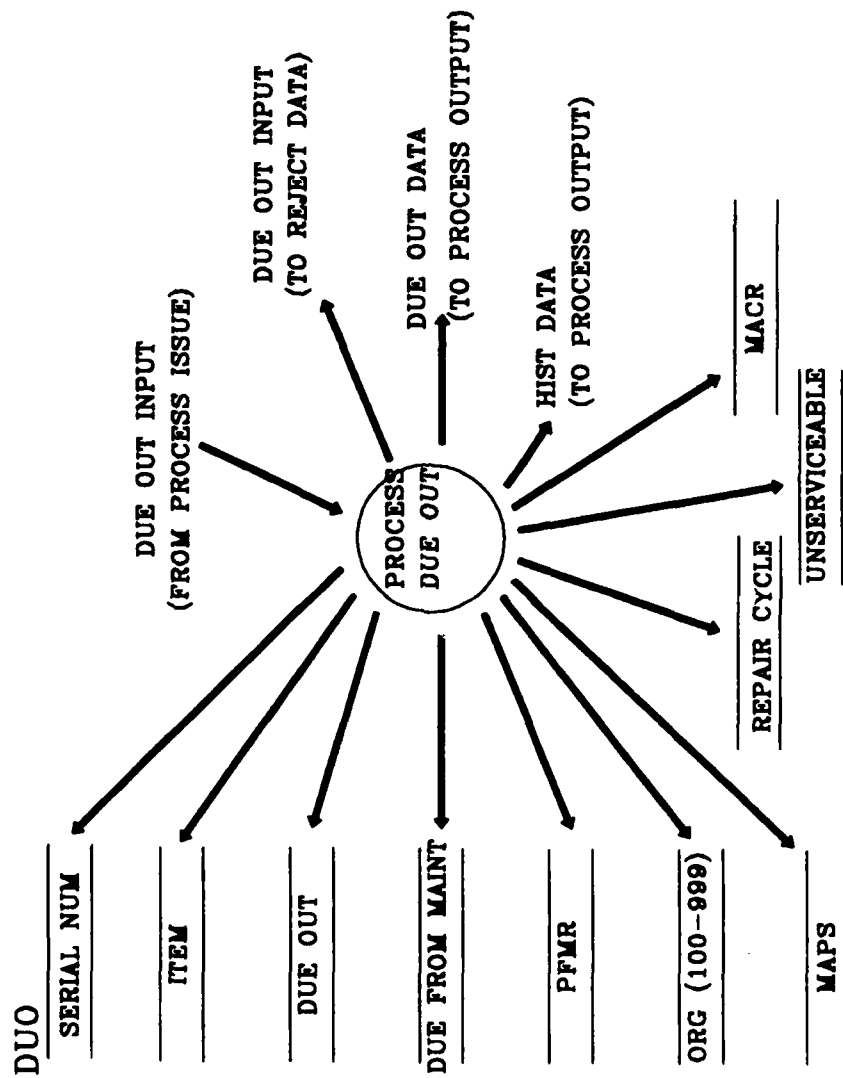 DUO
SERIAL NUM
ITEM
DUE OUT
DUE FROM MAINT
PFMR
ORG (100-999)
MAPS
DUE OUT INPUT
(FROM PROCESS ISSUE)
PROCESS
DUE OUT
DUE OUT INPUT
(TO REJECT DATA)
DUE OUT DATA
(TO PROCESS OUTPUT)
HIST DATA
(TO PROCESS OUTPUT)
REPAIR CYCLE
UNSERVICEABLE
MACR